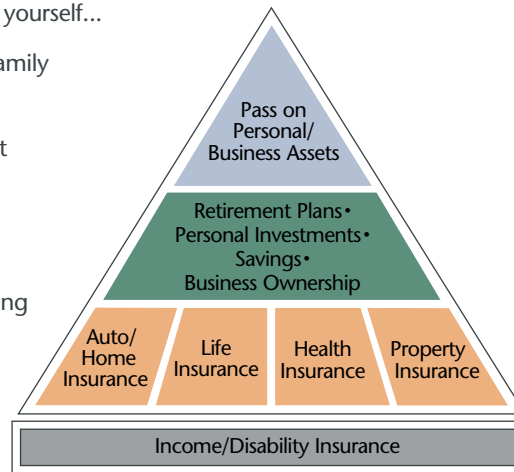 yourself...
amily
t
ng
Pass on
Personal/
Business Assets
Retirement Plans•
Personal Investments•
Savings•
Business Ownership
Auto/
Home
Insurance
Life
Insurance
Health
Insurance
Property
Insurance
Income/Disability Insurance